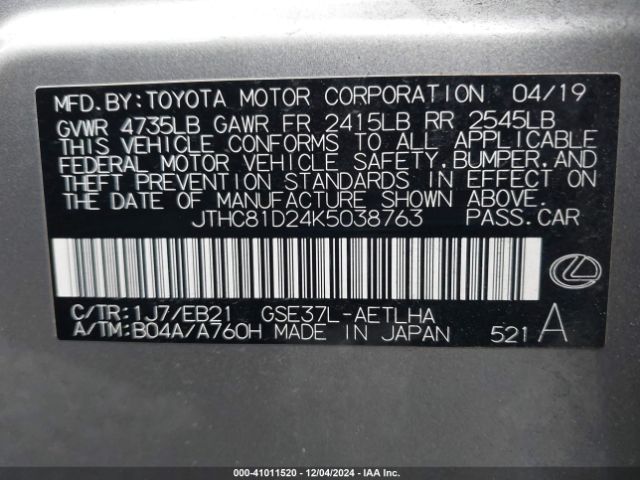 MFD.BY:TOYOTA MOTOR CORPORATION 04/19
GVWR 4735LB GAWR FR 2415LB RR 2545LB
THIS VEHICLE CONFORMS TO ALL APPLICABLE
FEDERAL MOTOR VEHICLE SAFETY,BUMPER,AND
THEFT PREVENTION STANDARDS IN EFFECT ON
THE DATE OF MANUFACTURE SHOWN ABOVE.
JTHC81D24K5038763 PASS.CAR
C/TR:1J7/EB21 GSE37L-AETLHA
A/TM:B04A/A760H MADE IN JAPAN 521 A
000-41011520 - 12/04/2024 - IAAI.com